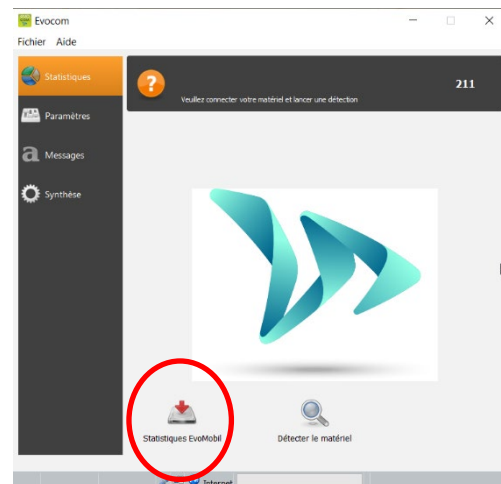 Evocom
Fichier Aide
Statistiques
Veuillez connecter votre matériel et lancer une détection
211
Paramètres
Messages
Synthèse
Statistiques EvoMobil
Détecter le matériel
Internet